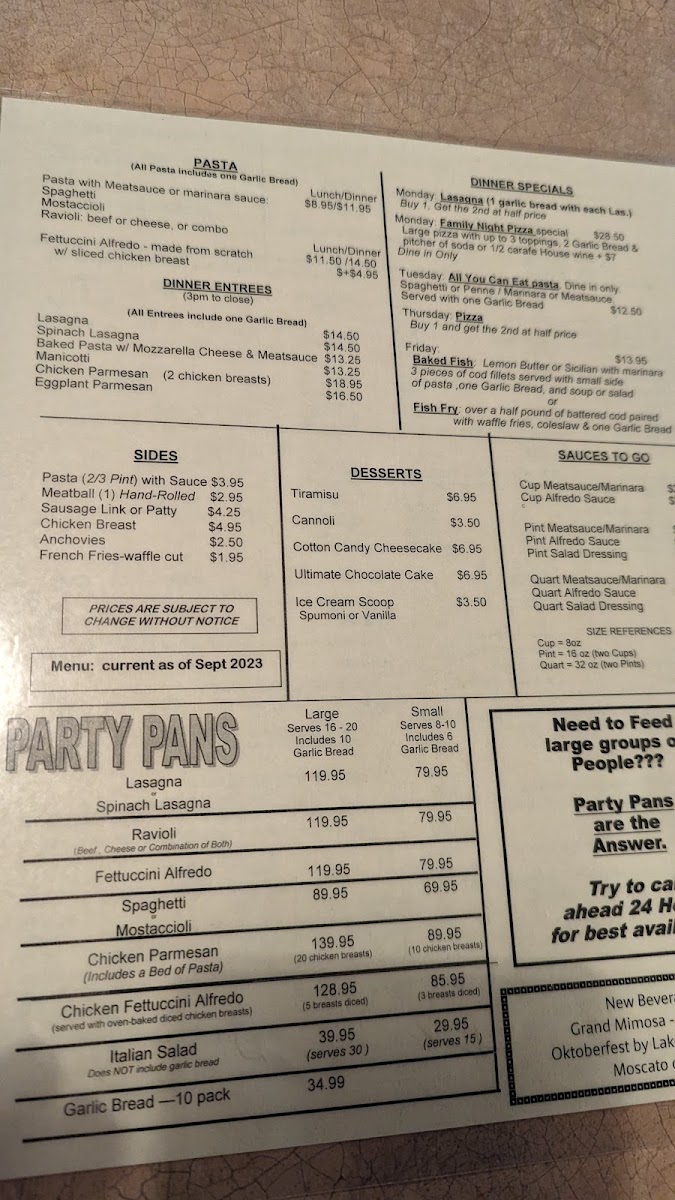 PASTA
(All Pasta includes one Garlic Bread)
Lunch/Dinner
Pasta with Meatsauce or marinara sauce: $8.95/$11.95
Spaghetti
Mostaccioli
Ravioli: beef or cheese, or combo
Lunch/Dinner
Fettuccini Alfredo - made from scratch $11.50 /14.50
w/ sliced chicken breast $+$4.95
DINNER ENTREES
(3pm to close)
(All Entrees include one Garlic Bread)
Lasagna $14.50
Spinach Lasagna $14.50
Baked Pasta w/ Mozzarella Cheese & Meatsauce $13.25
Manicotti $13.25
Chicken Parmesan (2 chicken breasts) $18.95
Eggplant Parmesan $16.50
DINNER SPECIALS
Monday: Lasagna (1 garlic bread with each Las.)
Buy 1, Get the 2nd at half price
Monday: Family Night Pizza special $28.50
Large pizza with up to 3 toppings, 2 Garlic Bread &
pitcher of soda or 1/2 carafe House wine + $7
Dine in Only
Tuesday: All You Can Eat pasta, Dine in only
Spaghetti or Penne / Marinara or Meatsauce
Served with one Garlic Bread $12.50
Thursday: Pizza
Buy 1 and get the 2nd at half price
Friday: $13.95
Baked Fish: Lemon Butter or Sicilian with marinara
3 pieces of cod fillets served with small side
of pasta ,one Garlic Bread, and soup or salad
or
Fish Fry: over a half pound of battered cod paired
with waffle fries, coleslaw & one Garlic Bread
SIDES
Pasta (2/3 Pint) with Sauce $3.95
Meatball (1) Hand-Rolled $2.95
Sausage Link or Patty $4.25
Chicken Breast $4.95
Anchovies $2.50
French Fries-waffle cut $1.95
PRICES ARE SUBJECT TO
CHANGE WITHOUT NOTICE
Menu: current as of Sept 2023
DESSERTS
Tiramisu $6.95
Cannoli $3.50
Cotton Candy Cheesecake $6.95
Ultimate Chocolate Cake $6.95
Ice Cream Scoop $3.50
Spumoni or Vanilla
SAUCES TO GO
Cup Meatsauce/Marinara
Cup Alfredo Sauce
Pint Meatsauce/Marinara
Pint Alfredo Sauce
Pint Salad Dressing
Quart Meatsauce/Marinara
Quart Alfredo Sauce
Quart Salad Dressing
SIZE REFERENCES
Cup = 8oz
Pint = 16 oz (two Cups)
Quart = 32 oz (two Pints)
PARTY PANS
Large
Serves 16 - 20
Includes 10
Garlic Bread
Small
Serves 8-10
Includes 6
Garlic Bread
Lasagna 119.95 79.95
or
Spinach Lasagna
Ravioli 119.95 79.95
(Beef, Cheese or Combination of Both)
Fettuccini Alfredo 119.95 79.95
Spaghetti 89.95 69.95
or
Mostaccioli
Chicken Parmesan 139.95 89.95
(Includes a Bed of Pasta) (20 chicken breasts) (10 chicken breasts)
Chicken Fettuccini Alfredo 128.95 85.95
(served with oven-baked diced chicken breasts) (5 breasts diced) (3 breasts diced)
Italian Salad 39.95 29.95
Does NOT include garlic bread (serves 30 ) (serves 15 )
Garlic Bread —10 pack 34.99
Need to Feed
large groups
People???
Party Pans
are the
Answer.
Try to
ahead 24
for best
New
Grand Mimosa -
Oktoberfest by
Moscato